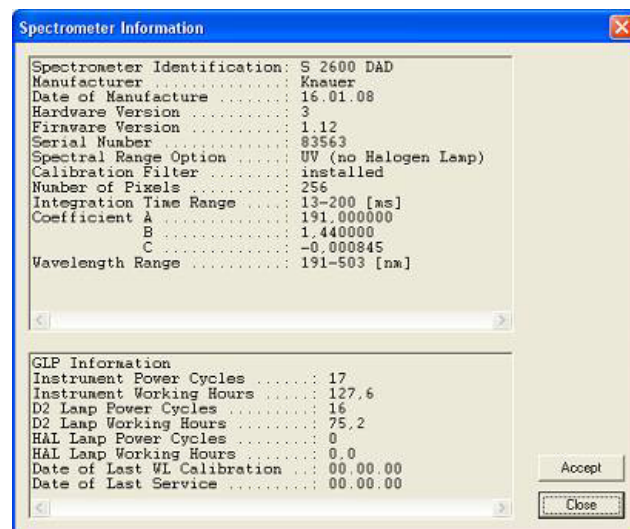 Spectrometer Information
Spectrometer Identification: S 2600 DAD
Manufacturer ...............: Knauer
Date of Manufacture .......: 16.01.08
Hardware Version ..........: 3
Firmware Version ..........: 1.12
Serial Number .............: 83563
Spectral Range Option .....: UV (no Halogen Lamp)
Calibration Filter ........: installed
Number of Pixels ..........: 256
Integration Time Range ....: 13-200 [ms]
Coefficient A .............: 191,000000
B .............: 1,440000
C .............: -0,000845
Wavelength Range ..........: 191-503 [nm]
GLP Information
Instrument Power Cycles ......: 17
Instrument Working Hours .....: 127,6
D2 Lamp Power Cycles .........: 16
D2 Lamp Working Hours ........: 75,2
HAL Lamp Power Cycles ........: 0
HAL Lamp Working Hours .......: 0,0
Date of Last WL Calibration ..: 00.00.00
Date of Last Service .........: 00.00.00
Accept
Close